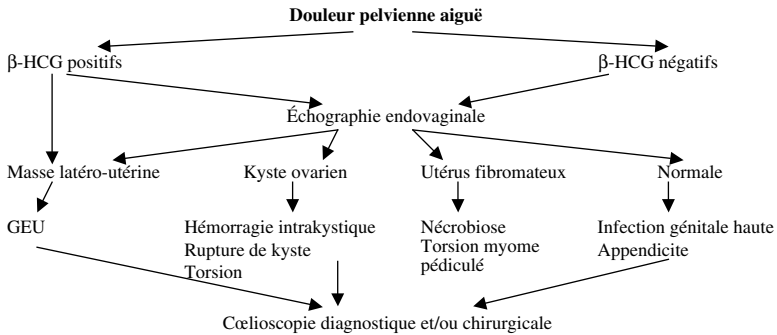 Douleur pelvienne aiguë
β-HCG positifs
β-HCG négatifs
Échographie endovaginale
Masse latéro-utérine
Kyste ovarien
Utérus fibromateux
Normale
GEU
Hémorragie intrakystique
Rupture de kyste
Torsion
Nécrobiose
Torsion myome
pédiculé
Infection génitale haute
Appendicite
Cœlioscopie diagnostique et/ou chirurgicale